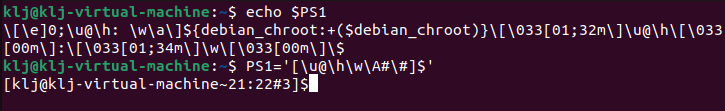 klj@klj-virtual-machine:~$ echo $PS1
\[\e]0;\u@\h: \w\a\]${debian_chroot:+($debian_chroot)}\[\033[01;32m\]\u@\h\[\033
[00m\]:\[\033[01;34m\]\w\[\033[00m\]\$
klj@klj-virtual-machine:~$ PS1='[\u@\h\w\A#\#]$'
[klj@klj-virtual-machine~21:22#3]$